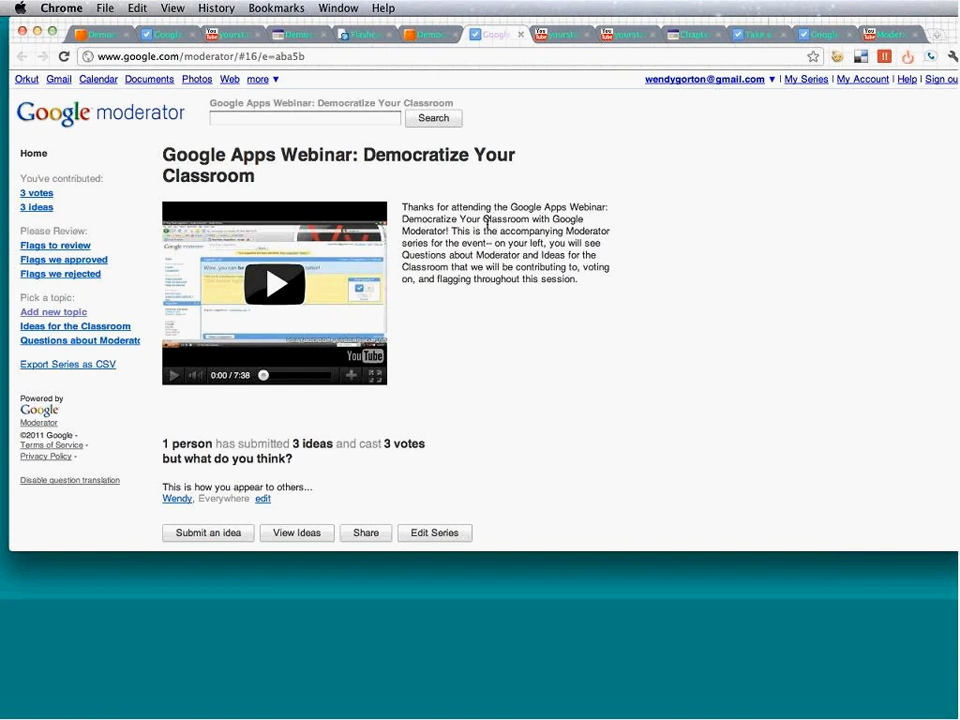 Chrome File Edit View History Bookmarks Window Help
www.google.com/moderator/#16/e=aba5b
Orkut Gmail Calendar Documents Photos Web more ▼
wendygorton@gmail.com ▼ | My Series | My Account | Help | Sign ou
Google moderator
Google Apps Webinar: Democratize Your Classroom
Search
Home
You've contributed:
3 votes
3 ideas
Please Review:
Flags to review
Flags we approved
Flags we rejected
Pick a topic:
Add new topic
Ideas for the Classroom
Questions about Moderato
Export Series as CSV
Powered by
Google
Moderator
©2011 Google -
Terms of Service -
Privacy Policy -
Disable question translation
Google Apps Webinar: Democratize Your
Classroom
YouTube
0:00 / 7:38
Thanks for attending the Google Apps Webinar:
Democratize Your Classroom with Google
Moderator! This is the accompanying Moderator
series for the event-- on your left, you will see
Questions about Moderator and Ideas for the
Classroom that we will be contributing to, voting
on, and flagging throughout this session.
1 person has submitted 3 ideas and cast 3 votes
but what do you think?
This is how you appear to others...
Wendy, Everywhere edit
Submit an idea View Ideas Share Edit Series